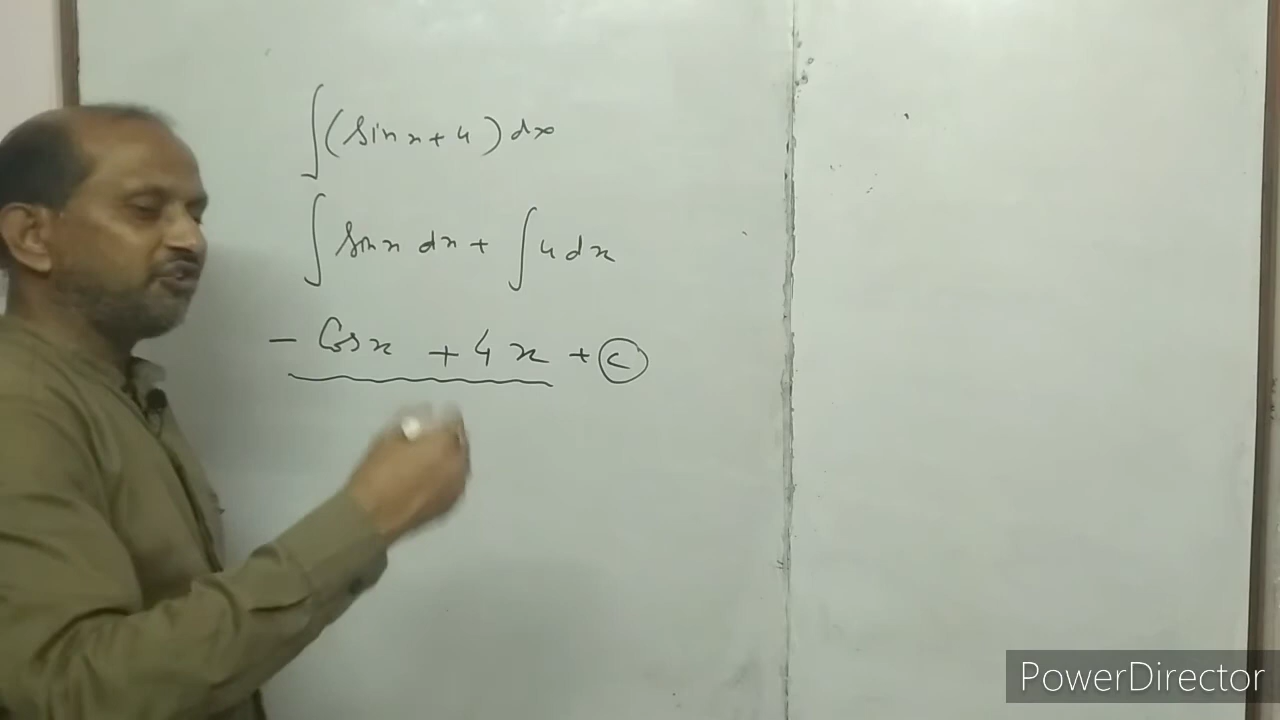 ∫(sin x + 4) dx
∫ sin x dx + ∫ 4 dx
- Cos x + 4x + c
PowerDirector